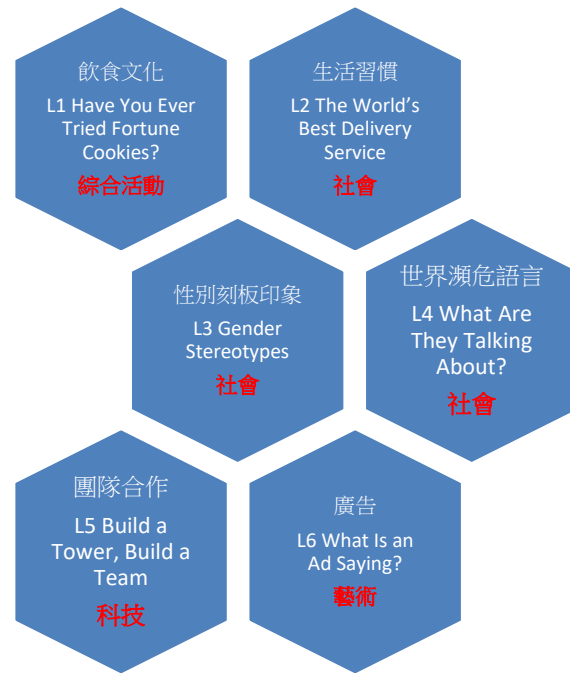 飲食文化
L1 Have You Ever
Tried Fortune
Cookies?
綜合活動
生活習慣
L2 The World’s
Best Delivery
Service
社會
性別刻板印象
L3 Gender
Stereotypes
社會
世界瀕危語言
L4 What Are
They Talking
About?
社會
團隊合作
L5 Build a
Tower, Build a
Team
科技
廣告
L6 What Is an
Ad Saying?
藝術